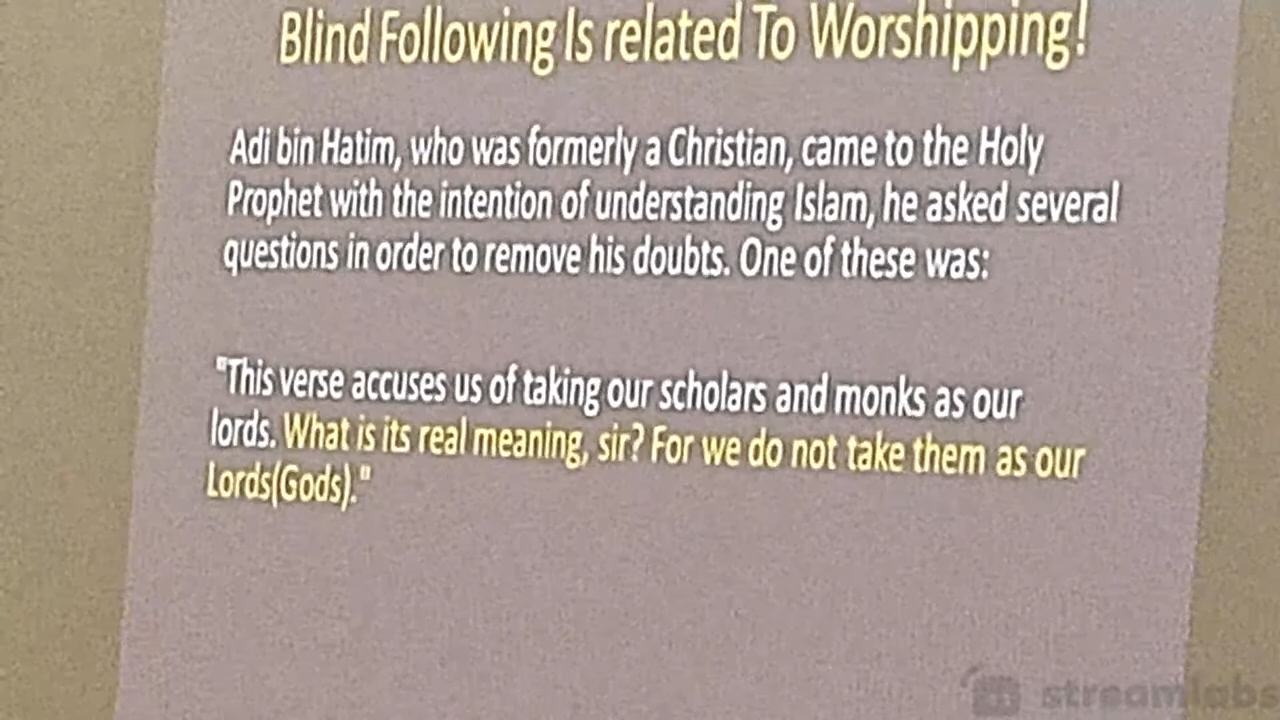 Blind Following Is related To Worshipping!
Adi bin Hatim, who was formerly a Christian, came to the Holy
Prophet with the intention of understanding Islam, he asked several
questions in order to remove his doubts. One of these was:
"This verse accuses us of taking our scholars and monks as our
lords. What is its real meaning, sir? For we do not take them as our
Lords(Gods)."
streamlabs